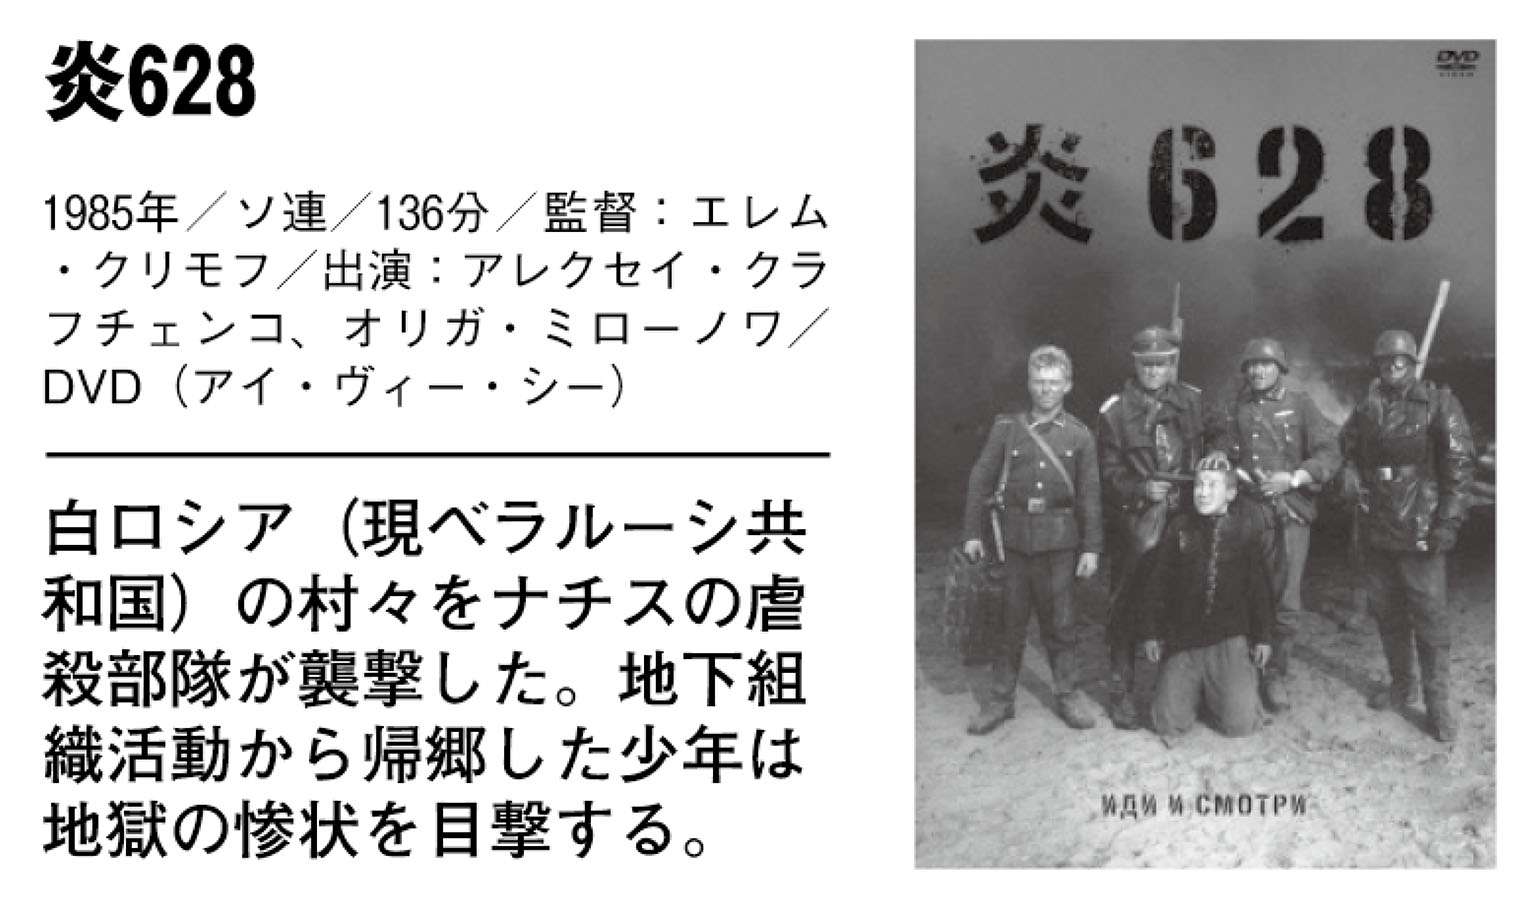 炎628
1985年／ソ連／136分／監督：エレム
・クリモフ／出演：アレクセイ・クラ
フチェンコ、オリガ・ミローノワ／
DVD（アイ・ヴィー・シー）
白ロシア（現ベラルーシ共
和国）の村々をナチスの虐
殺部隊が襲撃した。地下組
織活動から帰郷した少年は
地獄の惨状を目撃する。
DVD
VIDEO
炎628
ИДИ И СМОТРИ